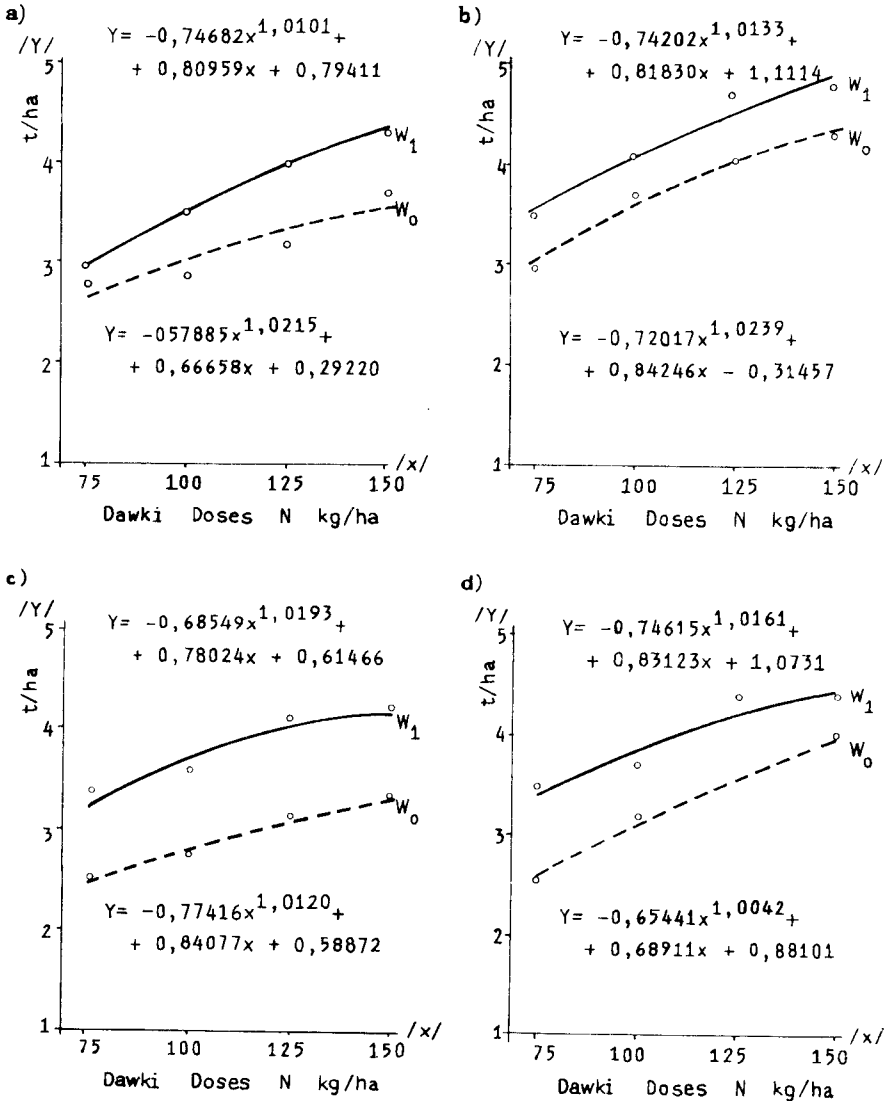 a)
/Y/
Y= -0,74682x^1,0101+
+ 0,80959x + 0,79411
t/ha
5
4
3
2
1
W₁
W₀
Y= -057885x^1,0215+
+ 0,66658x + 0,29220
75 100 125 150 /x/
Dawki Doses N kg/ha
b)
/Y/
Y= -0,74202x^1,0133+
+ 0,81830x + 1,1114
t/ha
5
4
3
2
1
W₁
W₀
Y= -0,72017x^1,0239+
+ 0,84246x - 0,31457
75 100 125 150 /x/
Dawki Doses N kg/ha
c)
/Y/
Y= -0,68549x^1,0193+
+ 0,78024x + 0,61466
t/ha
5
4
3
2
1
W₁
W₀
Y= -0,77416x^1,0120+
+ 0,84077x + 0,58872
75 100 125 150 /x/
Dawki Doses N kg/ha
d)
/Y/
Y= -0,74615x^1,0161+
+ 0,83123x + 1,0731
t/ha
5
4
3
2
1
W₁
W₀
Y= -0,65441x^1,0042+
+ 0,68911x + 0,88101
75 100 125 150 /x/
Dawki Doses N kg/ha